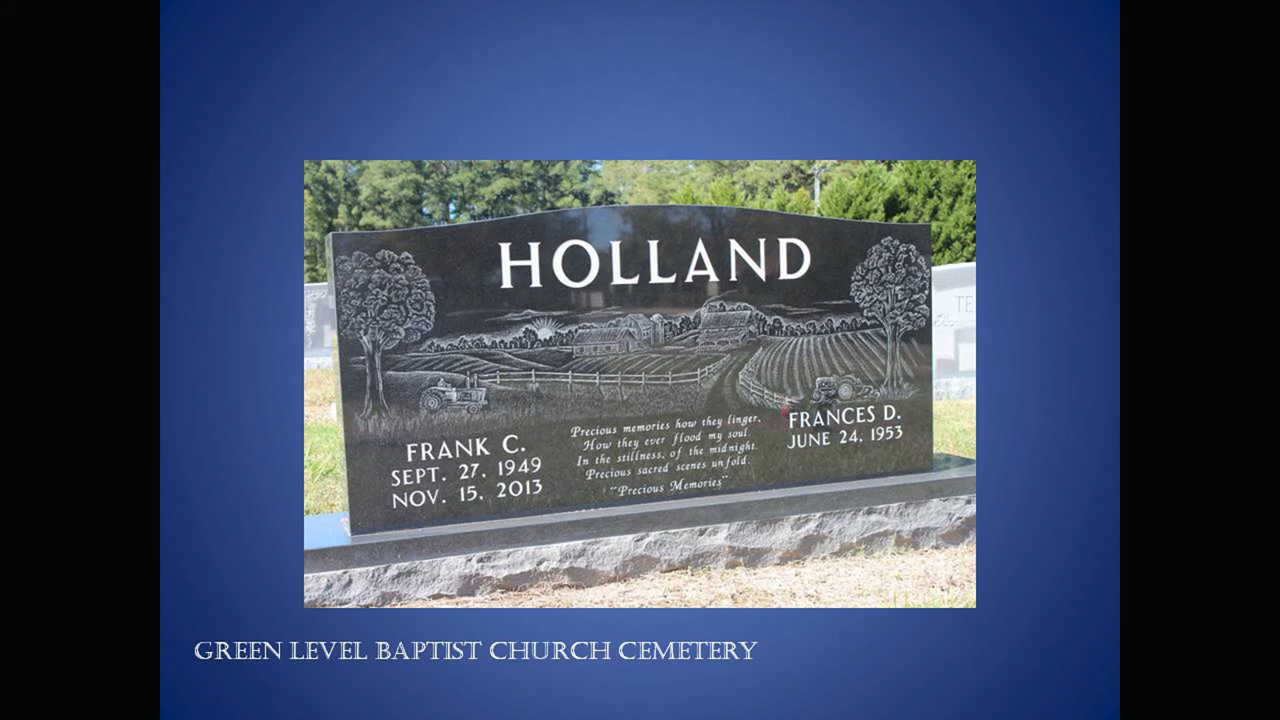 HOLLAND
FRANK C.
SEPT. 27, 1949
NOV. 15, 2013
Precious memories how they linger,
How they ever flood my soul.
In the stillness, of the midnight.
Precious sacred scenes unfold.
"Precious Memories"
FRANCES D.
JUNE 24, 1953
TE
GREEN LEVEL BAPTIST CHURCH CEMETERY